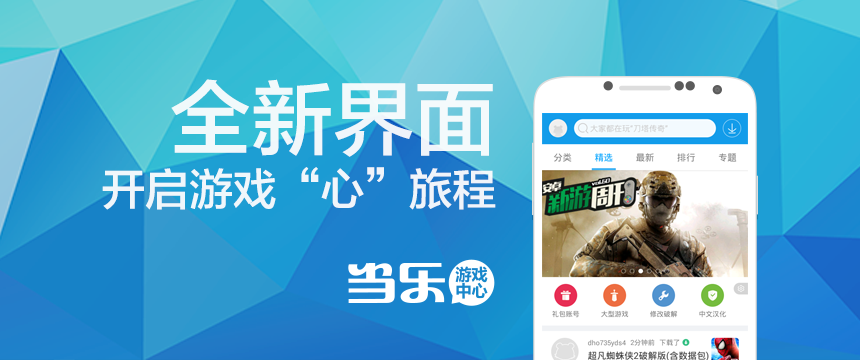 全新界面
开启游戏“心”旅程
当乐 游戏中心
大家都在玩“刀塔传奇”
分类 精选 最新 排行 专题
安卓 新游周刊 vol.60
礼包账号 大型游戏 修改破解 中文汉化
dho735yds4 2分钟前 下载了
超凡蜘蛛侠2破解版(含数据包)